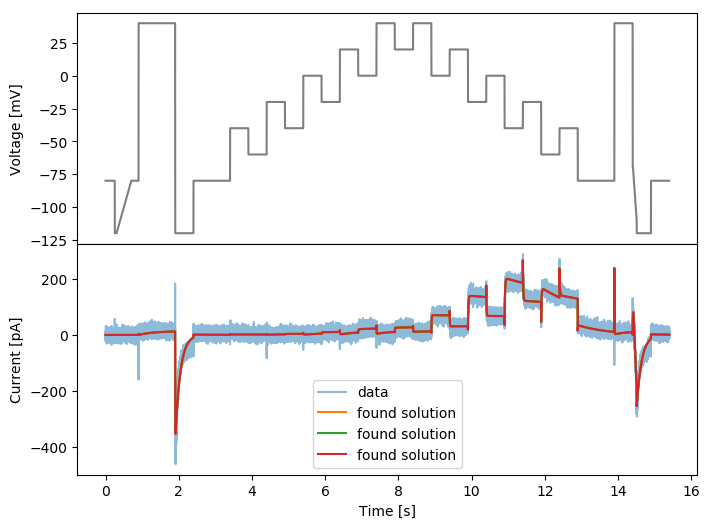 25
0
−25
−50
−75
−100
−125
Voltage [mV]
200
0
−200
−400
Current [pA]
data
found solution
found solution
found solution
0 2 4 6 8 10 12 14 16
Time [s]